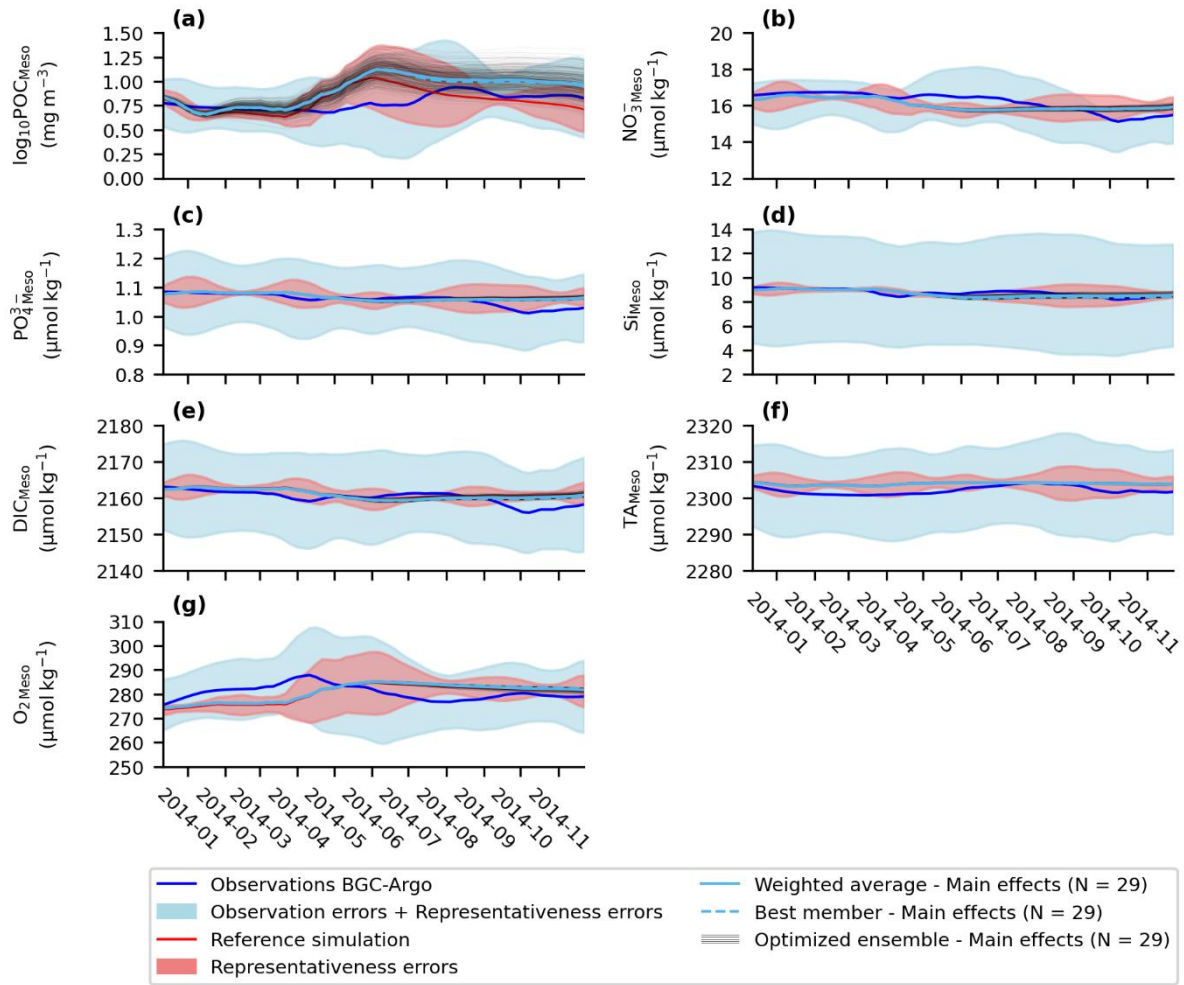 (a)
log10POCMeso
(mg m−3)
1.50
1.25
1.00
0.75
0.50
0.25
0.00
(b)
NO3−Meso
(μmol kg−1)
20
18
16
14
12
(c)
PO43−Meso
(μmol kg−1)
1.3
1.2
1.1
1.0
0.9
0.8
(d)
SiMeso
(μmol kg−1)
14
12
10
8
6
4
2
(e)
DICMeso
(μmol kg−1)
2180
2170
2160
2150
2140
(f)
TAMeso
(μmol kg−1)
2320
2310
2300
2290
2280
2014-01
2014-02
2014-03
2014-04
2014-05
2014-06
2014-07
2014-08
2014-09
2014-10
2014-11
(g)
O2Meso
(μmol kg−1)
310
300
290
280
270
260
250
2014-01
2014-02
2014-03
2014-04
2014-05
2014-06
2014-07
2014-08
2014-09
2014-10
2014-11
Observations BGC-Argo
Observation errors + Representativeness errors
Reference simulation
Representativeness errors
Weighted average - Main effects (N = 29)
Best member - Main effects (N = 29)
Optimized ensemble - Main effects (N = 29)